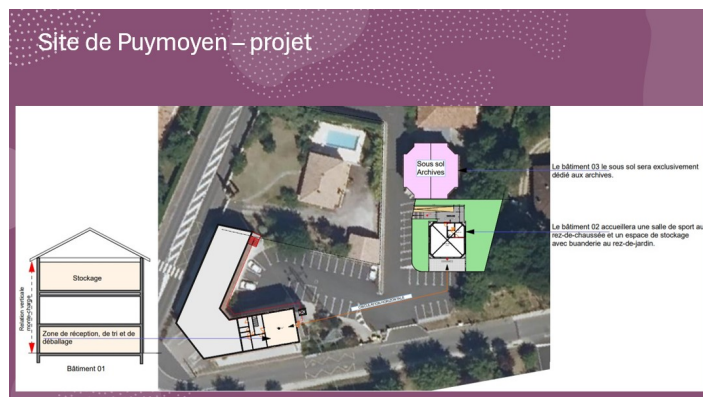 Site de Puymoyen – projet
Sous sol
Archives
Le bâtiment 03 le sous sol sera exclusivement
dédié aux archives.
Le bâtiment 02 accueillera une salle de sport au
rez-de-chaussée et un espace de stockage
avec buanderie au rez-de-jardin.
Stockage
Relation verticale
monte-charge
Zone de réception, de tri et de
déballage
Bâtiment 01